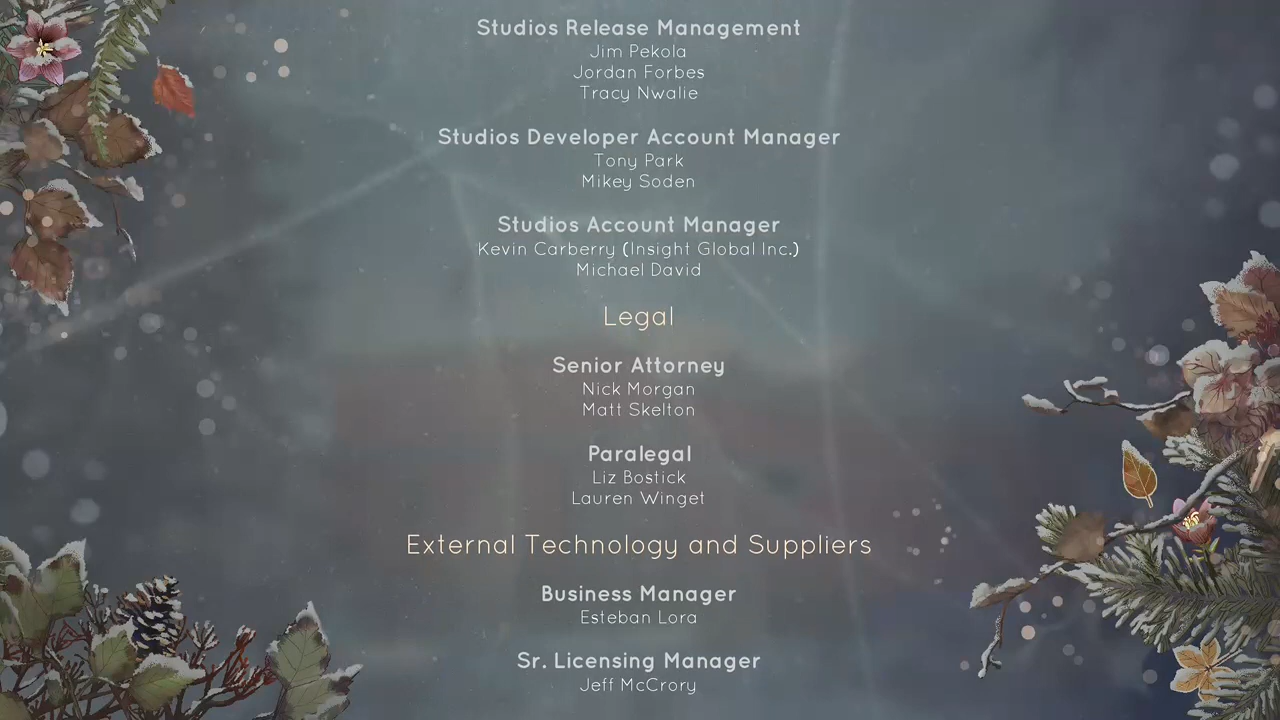 Studios Release Management
Jim Pekola
Jordan Forbes
Tracy Nwalie
Studios Developer Account Manager
Tony Park
Mikey Soden
Studios Account Manager
Kevin Carberry (Insight Global Inc.)
Michael David
Legal
Senior Attorney
Nick Morgan
Matt Skelton
Paralegal
Liz Bostick
Lauren Winget
External Technology and Suppliers
Business Manager
Esteban Lora
Sr. Licensing Manager
Jeff McCrory